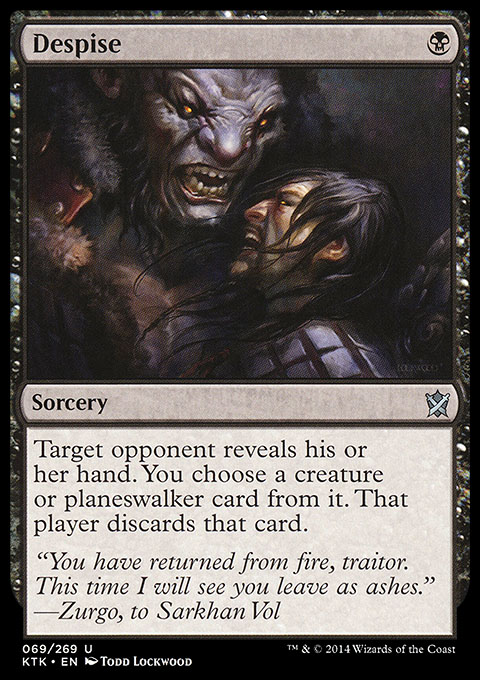 Despise
Sorcery
Target opponent reveals his or
her hand. You choose a creature
or planeswalker card from it. That
player discards that card.
“You have returned from fire, traitor.
This time I will see you leave as ashes.”
—Zurgo, to Sarkhan Vol
069/269 U
KTK • EN Todd Lockwood
™ & © 2014 Wizards of the Coast